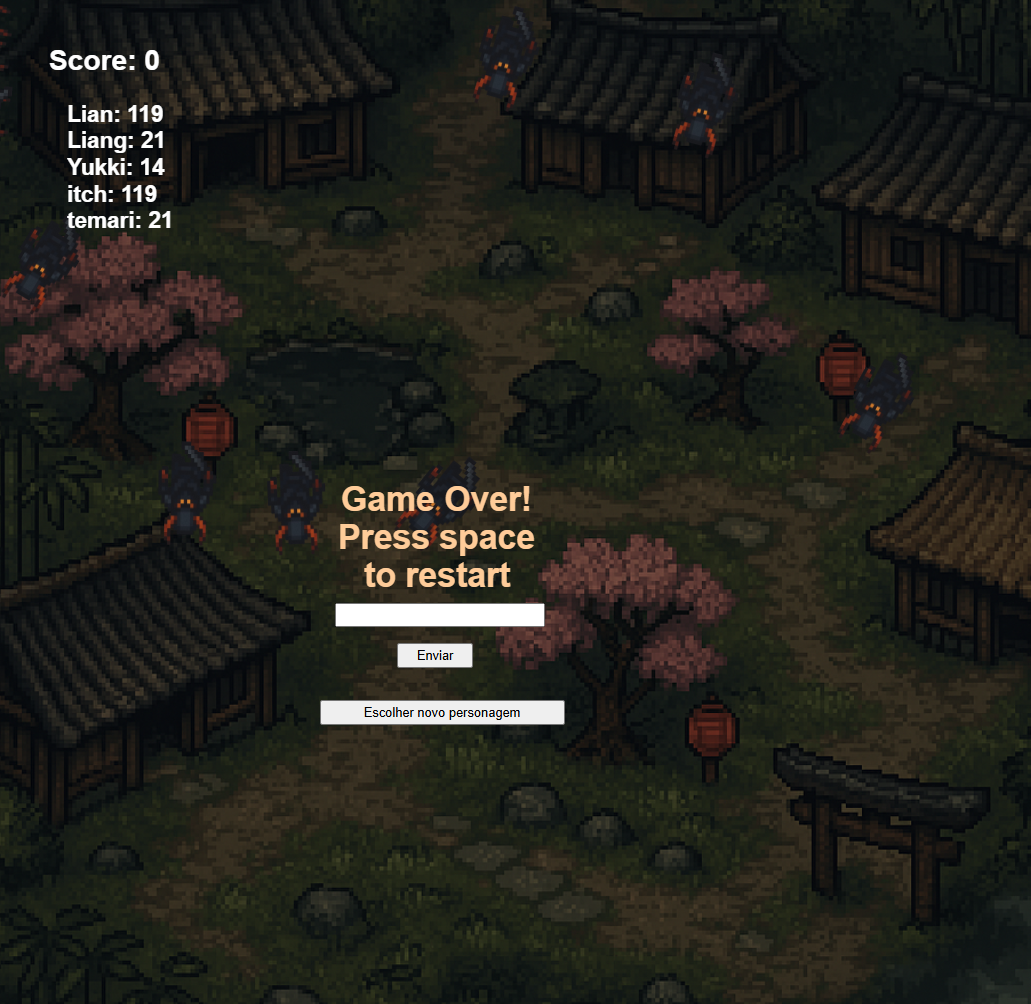 Score: 0
Lian: 119
Liang: 21
Yukki: 14
itch: 119
temari: 21
Game Over!
Press space
to restart
Enviar
Escolher novo personagem